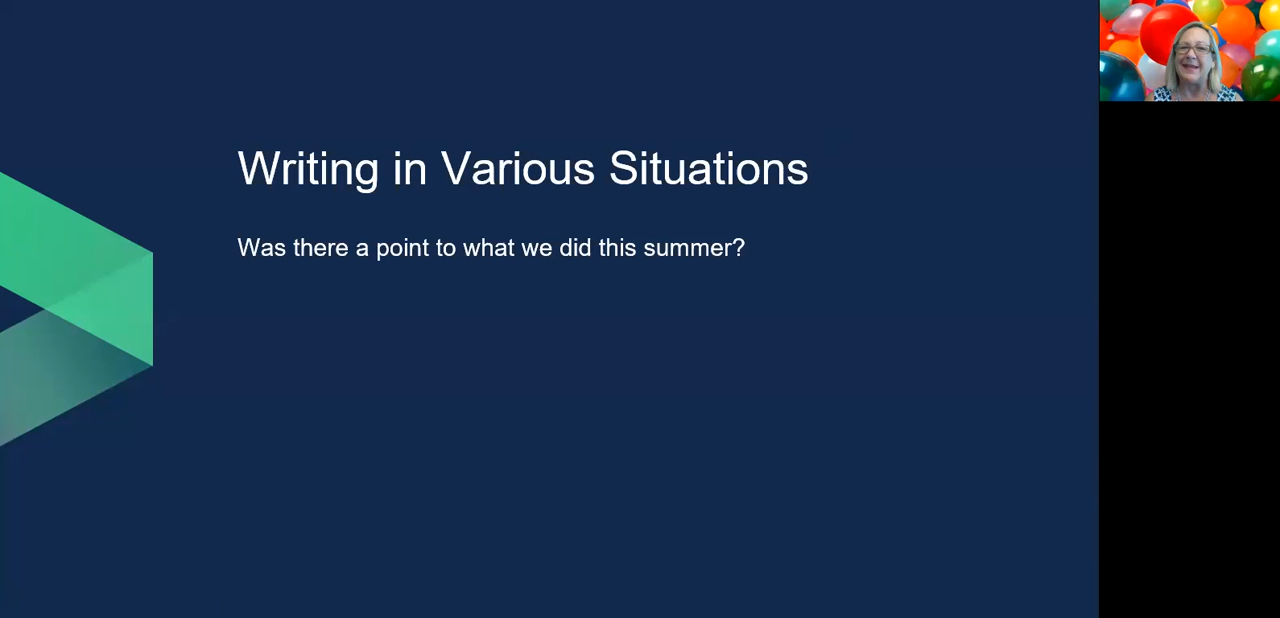 Writing in Various Situations
Was there a point to what we did this summer?